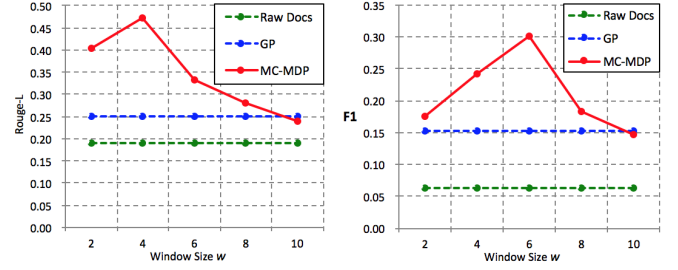 Rouge-L
0.50
0.45
0.40
0.35
0.30
0.25
0.20
0.15
0.10
0.05
0.00
2 4 6 8 10
Window Size w
Raw Docs
GP
MC-MDP
F1
0.35
0.30
0.25
0.20
0.15
0.10
0.05
0.00
2 4 6 8 10
Window Size w
Raw Docs
GP
MC-MDP